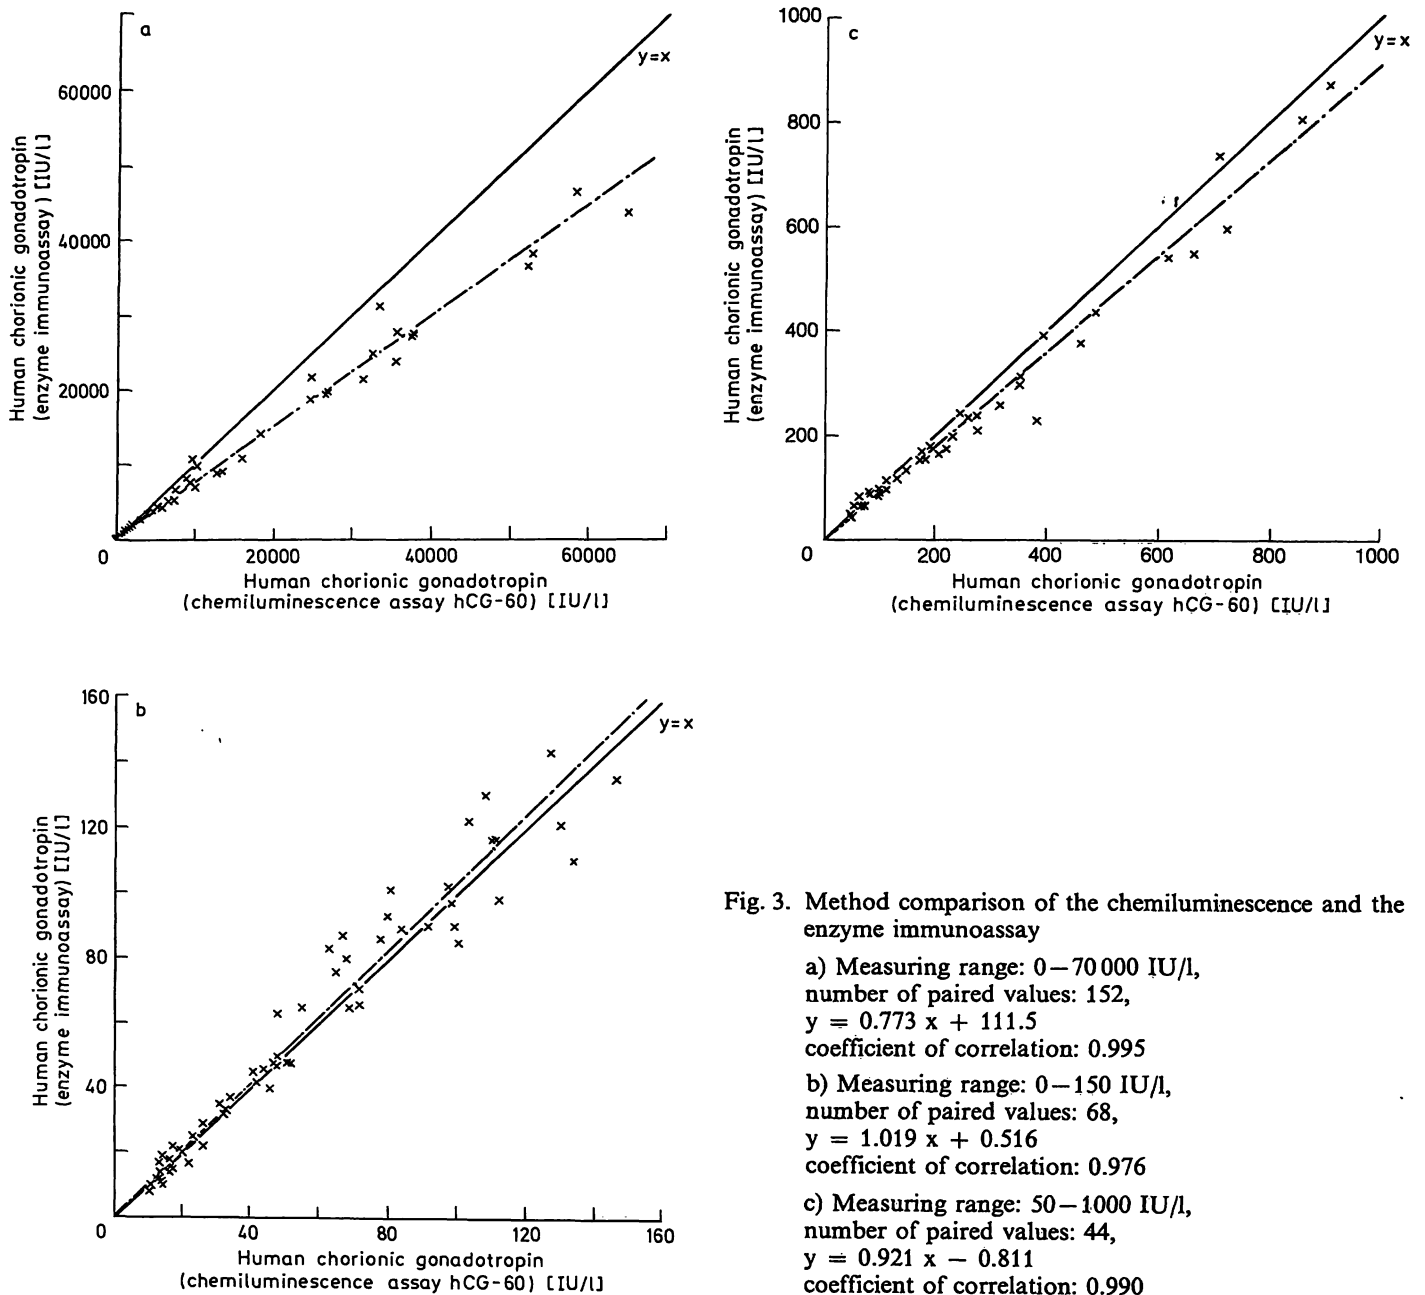 a
y=x
60000
40000
20000
0
20000
40000
60000
Human chorionic gonadotropin
(enzyme immunoassay) [IU/l]
Human chorionic gonadotropin
(chemiluminescence assay hCG-60) [IU/l]
c
y=x
1000
800
600
400
200
0
200
400
600
800
1000
Human chorionic gonadotropin
(enzyme immunoassay) [IU/l]
Human chorionic gonadotropin
(chemiluminescence assay hCG-60) [IU/l]
b
y=x
160
120
80
40
0
40
80
120
160
Human chorionic gonadotropin
(enzyme immunoassay) [IU/l]
Human chorionic gonadotropin
(chemiluminescence assay hCG-60) [IU/l]
Fig. 3. Method comparison of the chemiluminescence and the
enzyme immunoassay
a) Measuring range: 0–70 000 IU/l,
number of paired values: 152,
y = 0.773 x + 111.5
coefficient of correlation: 0.995
b) Measuring range: 0–150 IU/l,
number of paired values: 68,
y = 1.019 x + 0.516
coefficient of correlation: 0.976
c) Measuring range: 50–1000 IU/l,
number of paired values: 44,
y = 0.921 x − 0.811
coefficient of correlation: 0.990